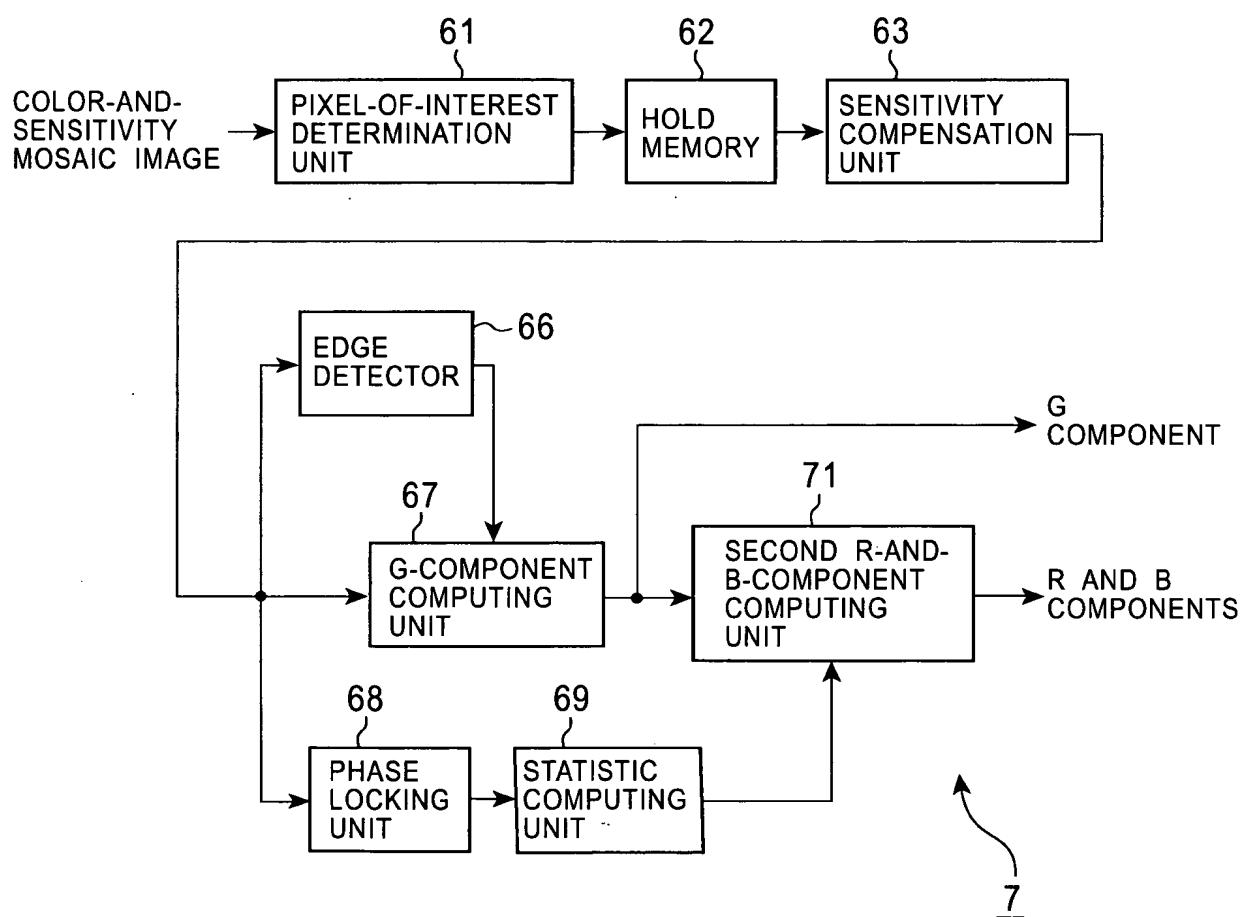 61
62
63
COLOR-AND-
SENSITIVITY
MOSAIC IMAGE
PIXEL-OF-INTEREST
DETERMINATION
UNIT
HOLD
MEMORY
SENSITIVITY
COMPENSATION
UNIT
66
EDGE
DETECTOR
G
COMPONENT
67
G-COMPONENT
COMPUTING
UNIT
71
SECOND R-AND-
B-COMPONENT
COMPUTING
UNIT
R AND B
COMPONENTS
68
PHASE
LOCKING
UNIT
69
STATISTIC
COMPUTING
UNIT
7